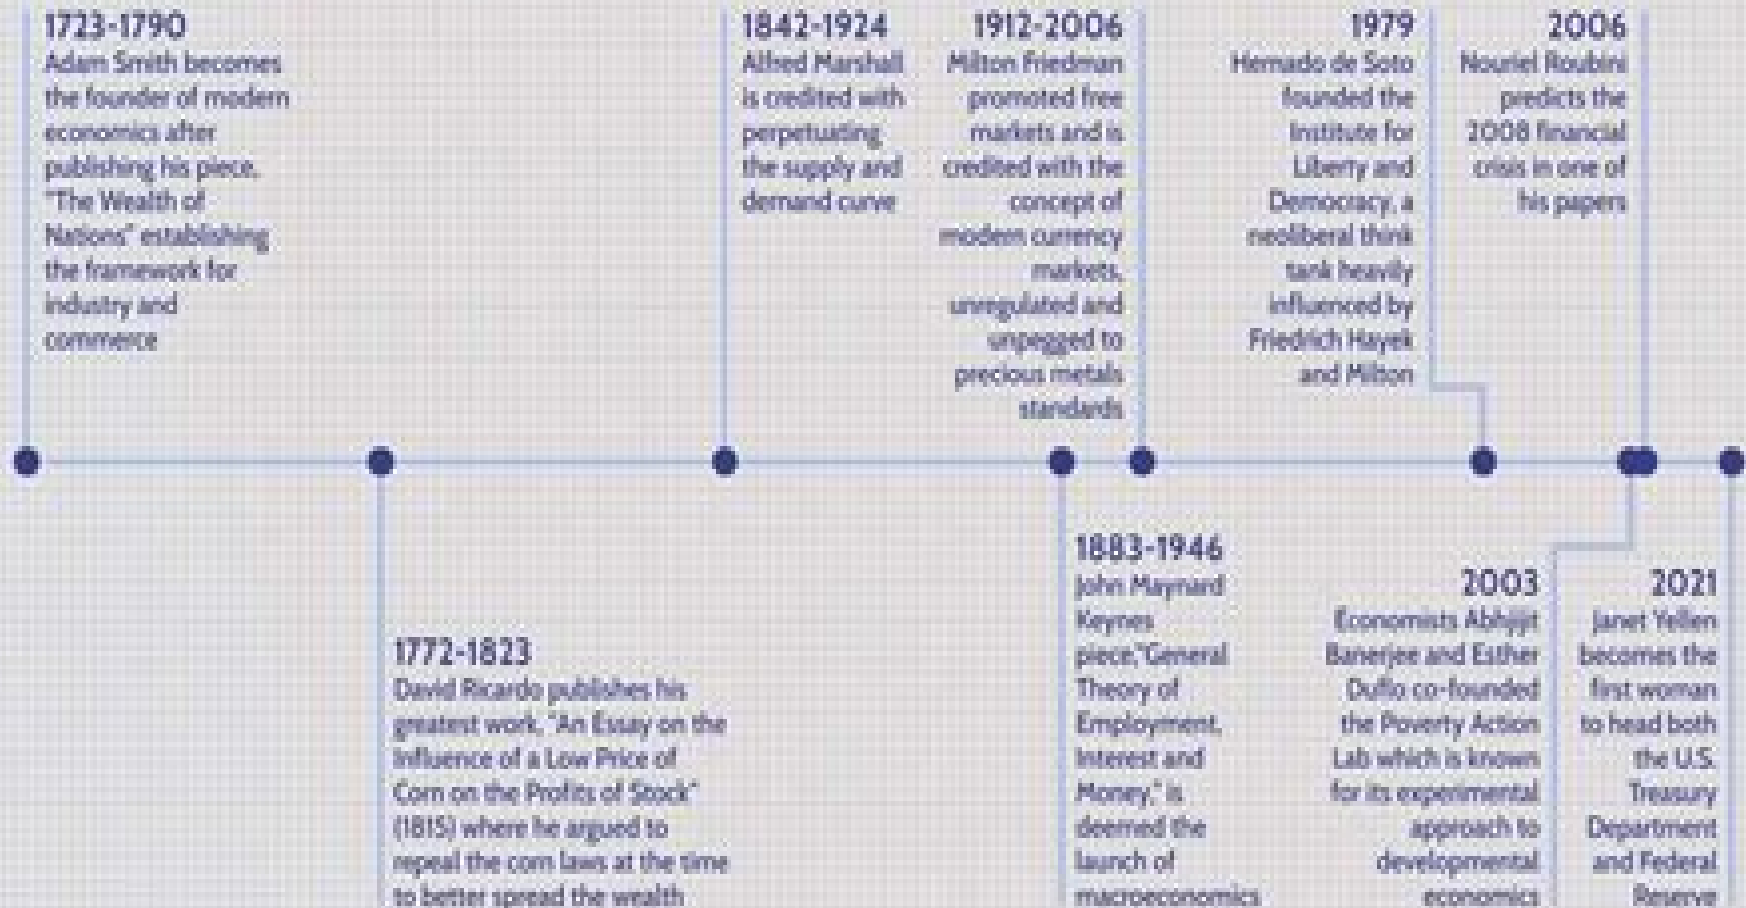 1723-1790
Adam Smith becomes
the founder of modern
economics after
publishing his piece,
"The Wealth of
Nations" establishing
the framework for
industry and
commerce
1842-1924
Alfred Marshall
is credited with
perpetuating
the supply and
demand curve
1912-2006
Milton Friedman
promoted free
markets and is
credited with the
concept of
modern currency
markets,
unregulated and
unpegged to
precious metals
standards
1979
Hernado de Soto
founded the
Institute for
Liberty and
Democracy, a
neoliberal think
tank heavily
influenced by
Friedrich Hayek
and Milton
2006
Nouriel Roubini
predicts the
2008 financial
crisis in one of
his papers
1772-1823
David Ricardo publishes his
greatest work, "An Essay on the
Influence of a Low Price of
Corn on the Profits of Stock"
(1815) where he argued to
repeal the corn laws at the time
to better spread the wealth
1883-1946
John Maynard
Keynes
piece,"General
Theory of
Employment,
Interest and
Money," is
deemed the
launch of
macroeconomics
2003
Economists Abhijit
Banerjee and Esther
Duflo co-founded
the Poverty Action
Lab which is known
for its experimental
approach to
developmental
economics
2021
Janet Yellen
becomes the
first woman
to head both
the U.S.
Treasury
Department
and Federal
Reserve